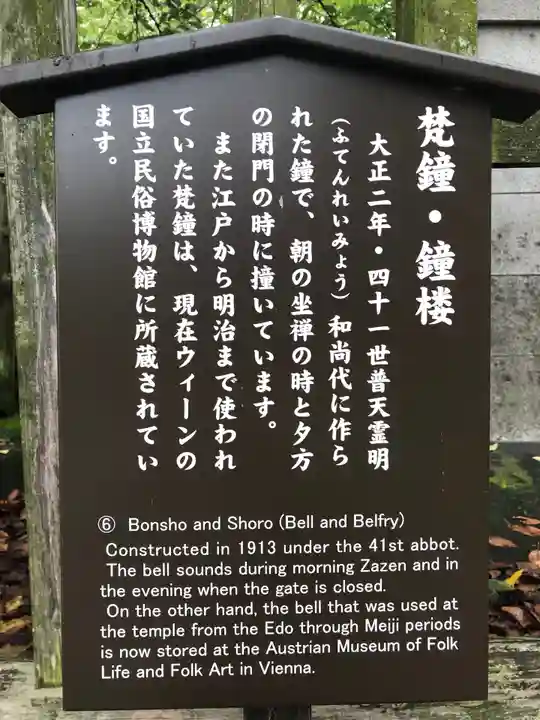 梵鐘・鐘楼
大正二年・四十一世普天霊明
（ふてんれいみょう）和尚代に作ら
れた鐘で、朝の坐禅の時と夕方
の閉門の時に撞いています。
また江戸から明治まで使われ
ていた梵鐘は、現在ウィーンの
国立民俗博物館に所蔵されてい
ます。
⑥ Bonsho and Shoro (Bell and Belfry)
Constructed in 1913 under the 41st abbot.
The bell sounds during morning Zazen and in
the evening when the gate is closed.
On the other hand, the bell that was used at
the temple from the Edo through Meiji periods
is now stored at the Austrian Museum of Folk
Life and Folk Art in Vienna.